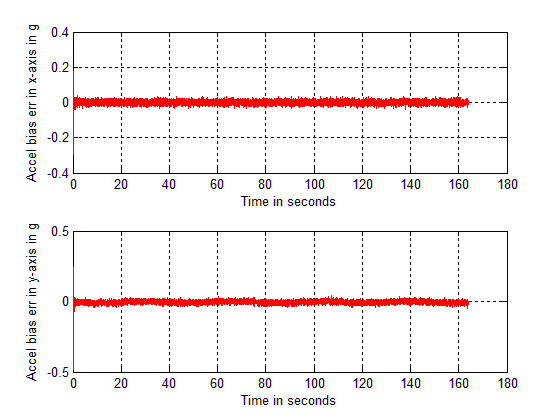 0.4
0.2
0
-0.2
-0.4
Accel bias err in x-axis in g
0 20 40 60 80 100 120 140 160 180
Time in seconds
0.5
0
-0.5
Accel bias err in y-axis in g
0 20 40 60 80 100 120 140 160 180
Time in seconds